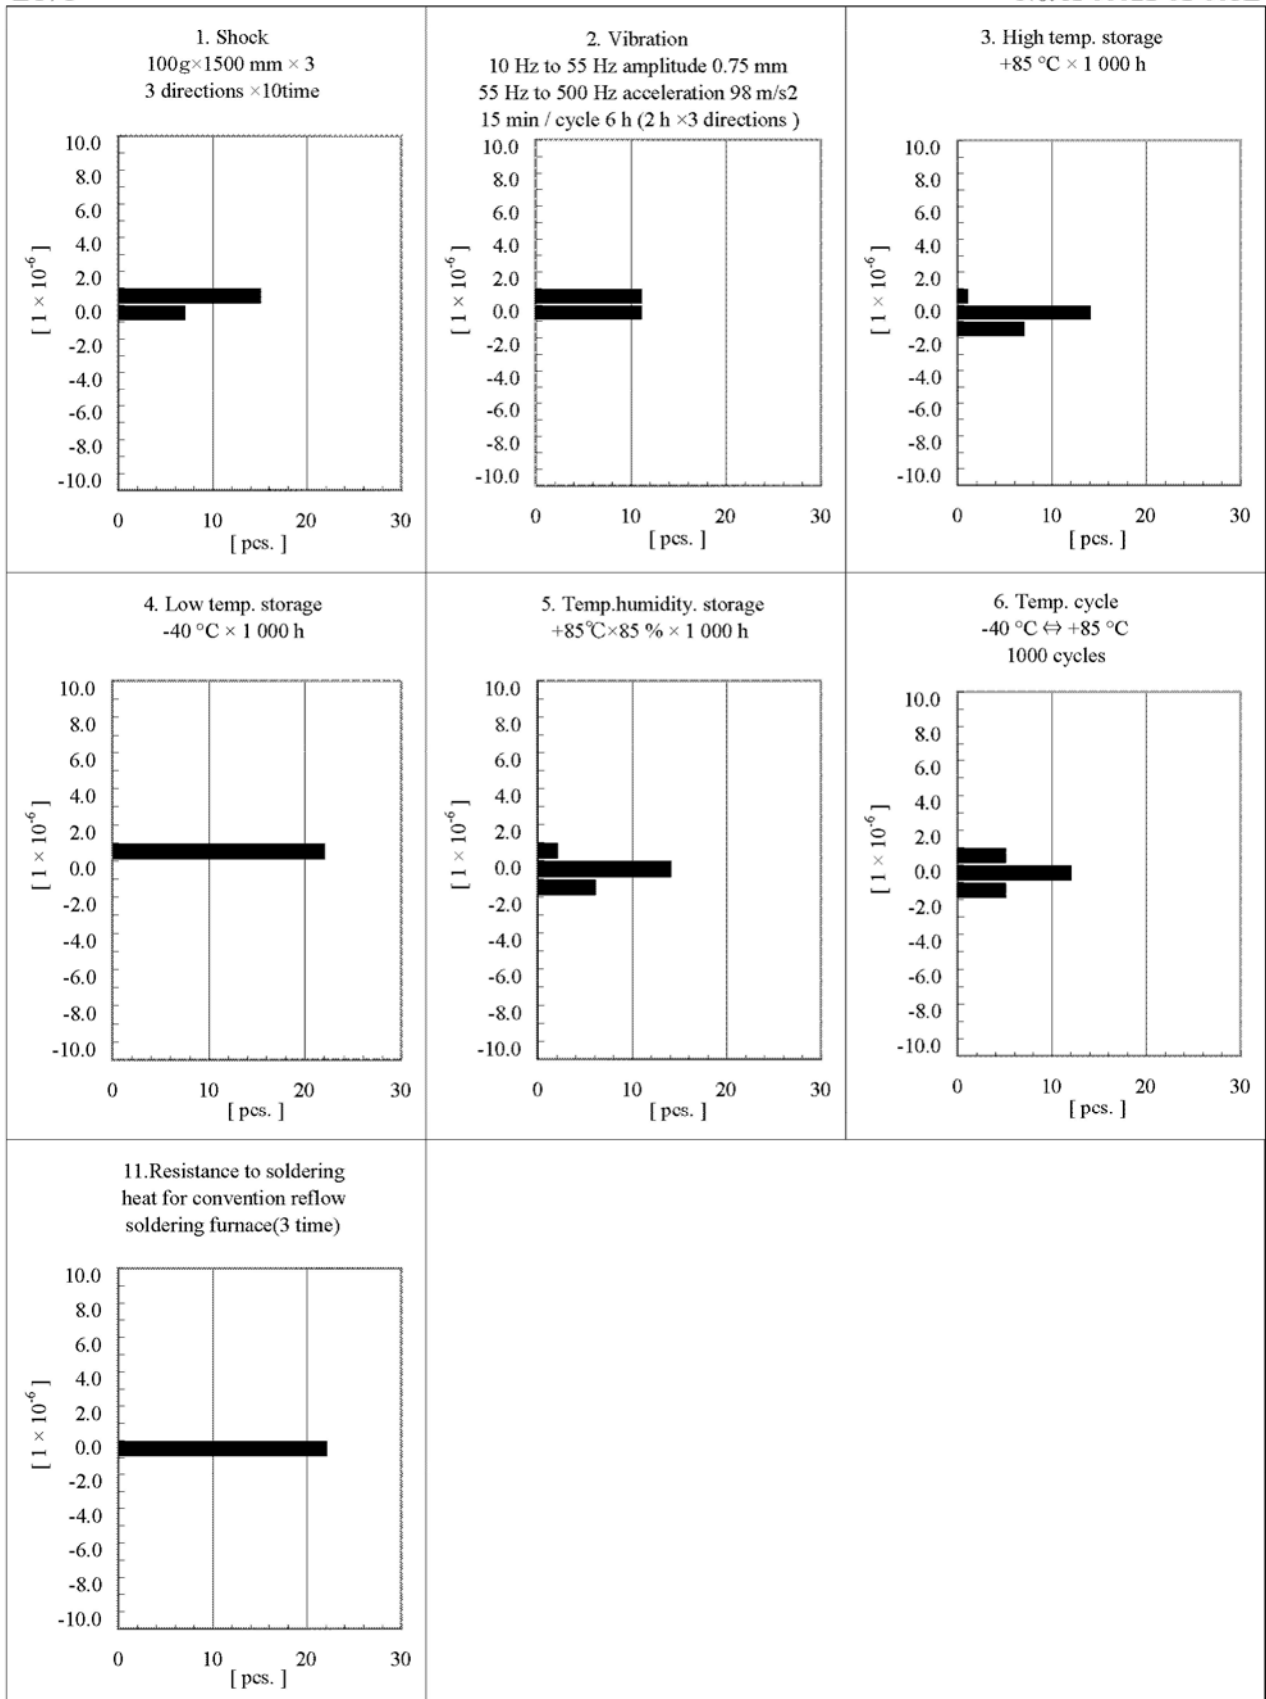 1. Shock
100g×1500 mm × 3
3 directions ×10time
10.0
8.0
6.0
4.0
2.0
0.0
-2.0
-4.0
-6.0
-8.0
-10.0
[ 1 × 10-6 ]
0 10 20 30
[ pcs. ]
2. Vibration
10 Hz to 55 Hz amplitude 0.75 mm
55 Hz to 500 Hz acceleration 98 m/s2
15 min / cycle 6 h (2 h ×3 directions )
10.0
8.0
6.0
4.0
2.0
0.0
-2.0
-4.0
-6.0
-8.0
-10.0
[ 1 × 10-6 ]
0 10 20 30
[ pcs. ]
3. High temp. storage
+85 °C × 1 000 h
10.0
8.0
6.0
4.0
2.0
0.0
-2.0
-4.0
-6.0
-8.0
-10.0
[ 1 × 10-6 ]
0 10 20 30
[ pcs. ]
4. Low temp. storage
-40 °C × 1 000 h
10.0
8.0
6.0
4.0
2.0
0.0
-2.0
-4.0
-6.0
-8.0
-10.0
[ 1 × 10-6 ]
0 10 20 30
[ pcs. ]
5. Temp.humidity. storage
+85℃×85 % × 1 000 h
10.0
8.0
6.0
4.0
2.0
0.0
-2.0
-4.0
-6.0
-8.0
-10.0
[ 1 × 10-6 ]
0 10 20 30
[ pcs. ]
6. Temp. cycle
-40 °C ⇔ +85 °C
1000 cycles
10.0
8.0
6.0
4.0
2.0
0.0
-2.0
-4.0
-6.0
-8.0
-10.0
[ 1 × 10-6 ]
0 10 20 30
[ pcs. ]
11.Resistance to soldering
heat for convention reflow
soldering furnace(3 time)
10.0
8.0
6.0
4.0
2.0
0.0
-2.0
-4.0
-6.0
-8.0
-10.0
[ 1 × 10-6 ]
0 10 20 30
[ pcs. ]